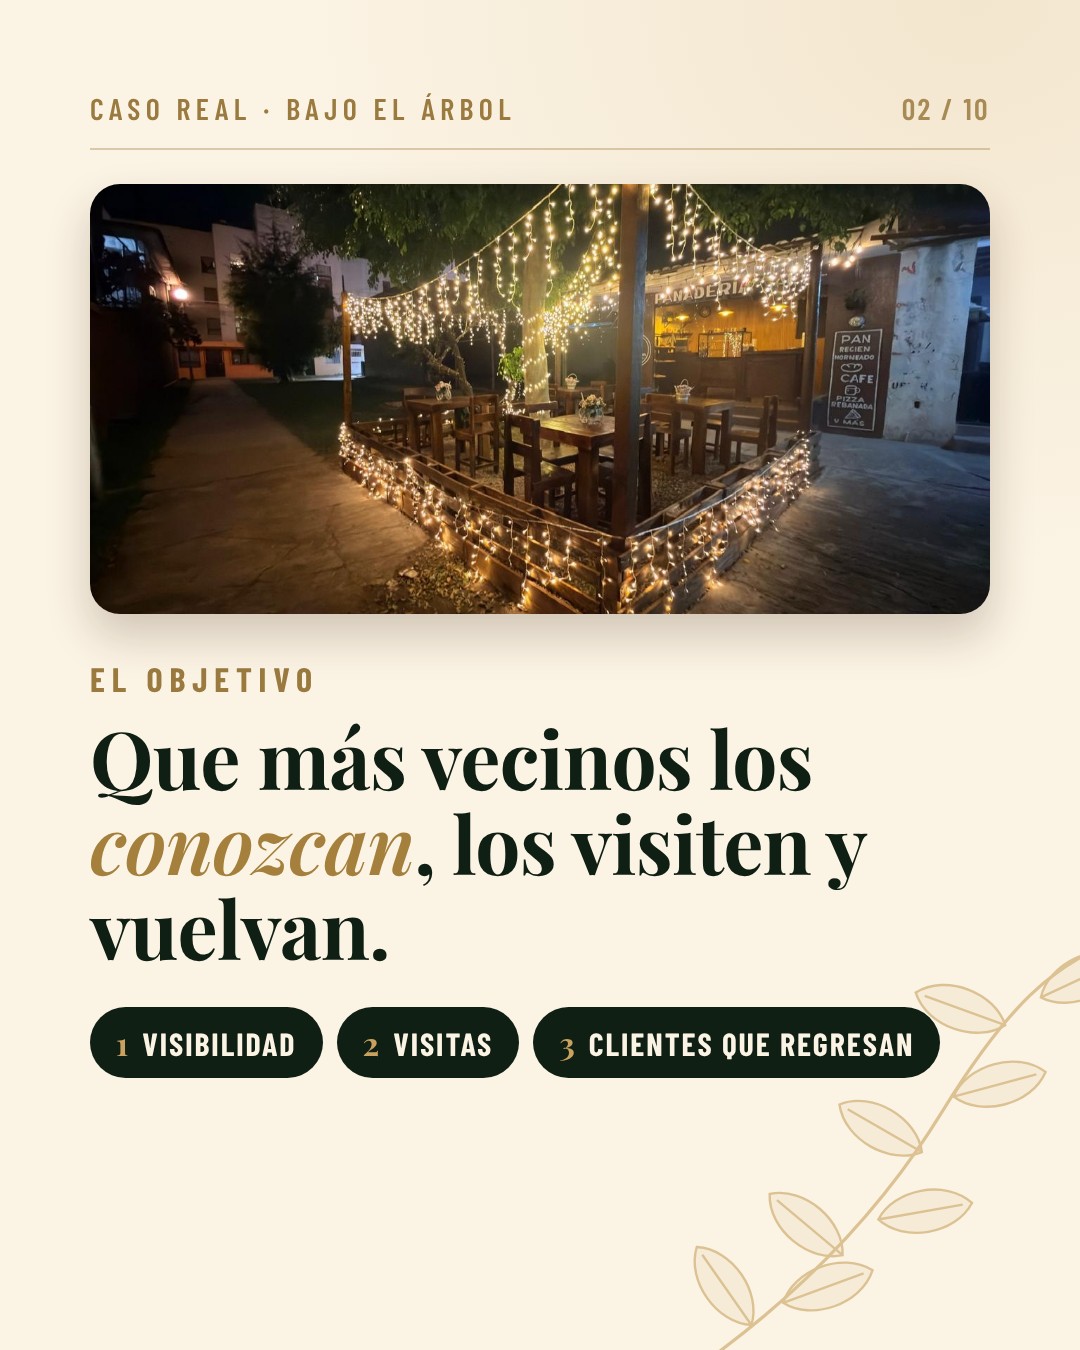 CASO REAL · BAJO EL ÁRBOL
02 / 10
PANADERIA
PAN
RECIEN
HORNEADO
CAFE
PIZZA
REBANADA
Y MAS
EL OBJETIVO
Que más vecinos los
conozcan, los visiten y
vuelvan.
1 VISIBILIDAD
2 VISITAS
3 CLIENTES QUE REGRESAN